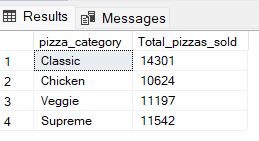 Results Messages
pizza_category Total_pizzas_sold
1 Classic 14301
2 Chicken 10624
3 Veggie 11197
4 Supreme 11542